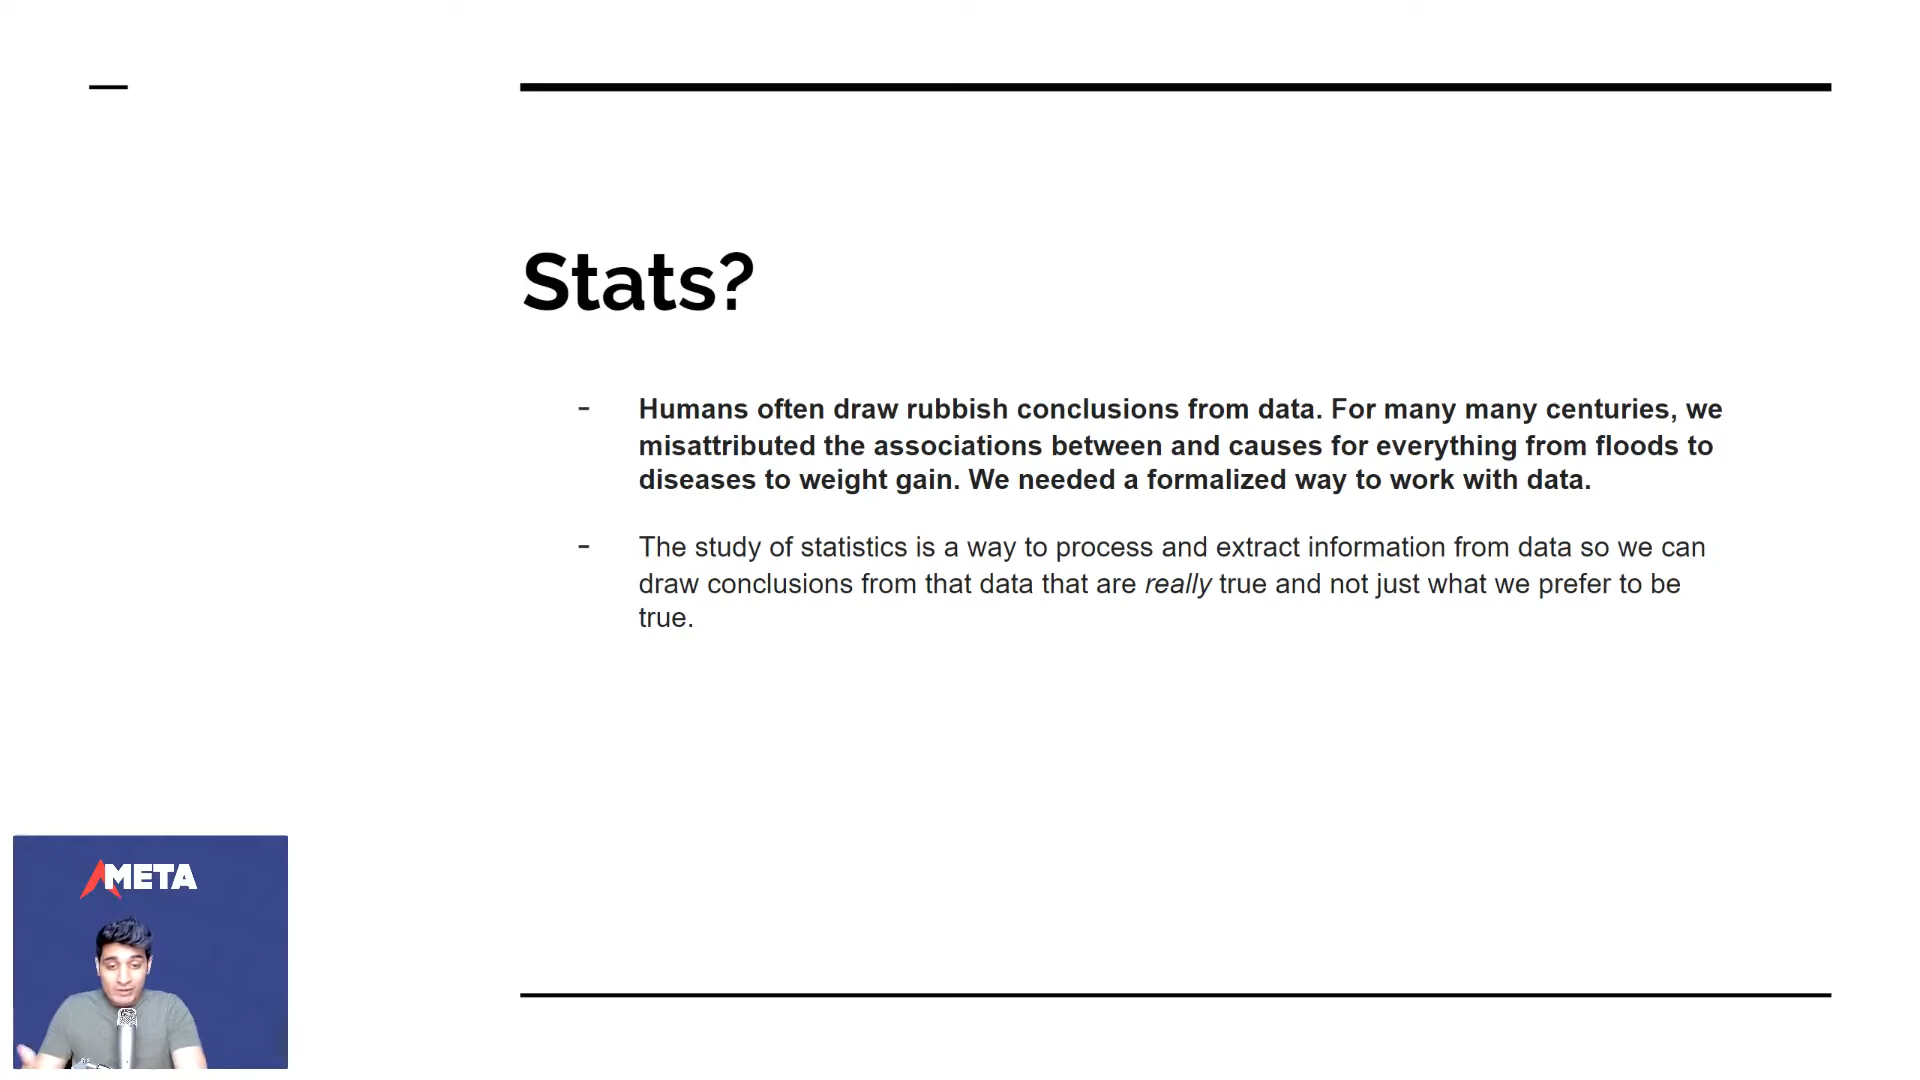 Stats?
- Humans often draw rubbish conclusions from data. For many many centuries, we
misattributed the associations between and causes for everything from floods to
diseases to weight gain. We needed a formalized way to work with data.
- The study of statistics is a way to process and extract information from data so we can
draw conclusions from that data that are really true and not just what we prefer to be
true.
META